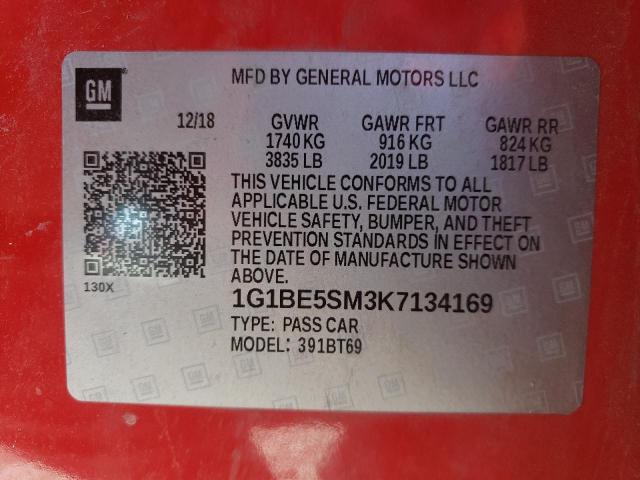 GM
MFD BY GENERAL MOTORS LLC
12/18 GVWR GAWR FRT GAWR RR
1740 KG 916 KG 824 KG
3835 LB 2019 LB 1817 LB
THIS VEHICLE CONFORMS TO ALL
APPLICABLE U.S. FEDERAL MOTOR
VEHICLE SAFETY, BUMPER, AND THEFT
PREVENTION STANDARDS IN EFFECT ON
THE DATE OF MANUFACTURE SHOWN
ABOVE.
130X
1G1BE5SM3K7134169
TYPE: PASS CAR
MODEL: 391BT69